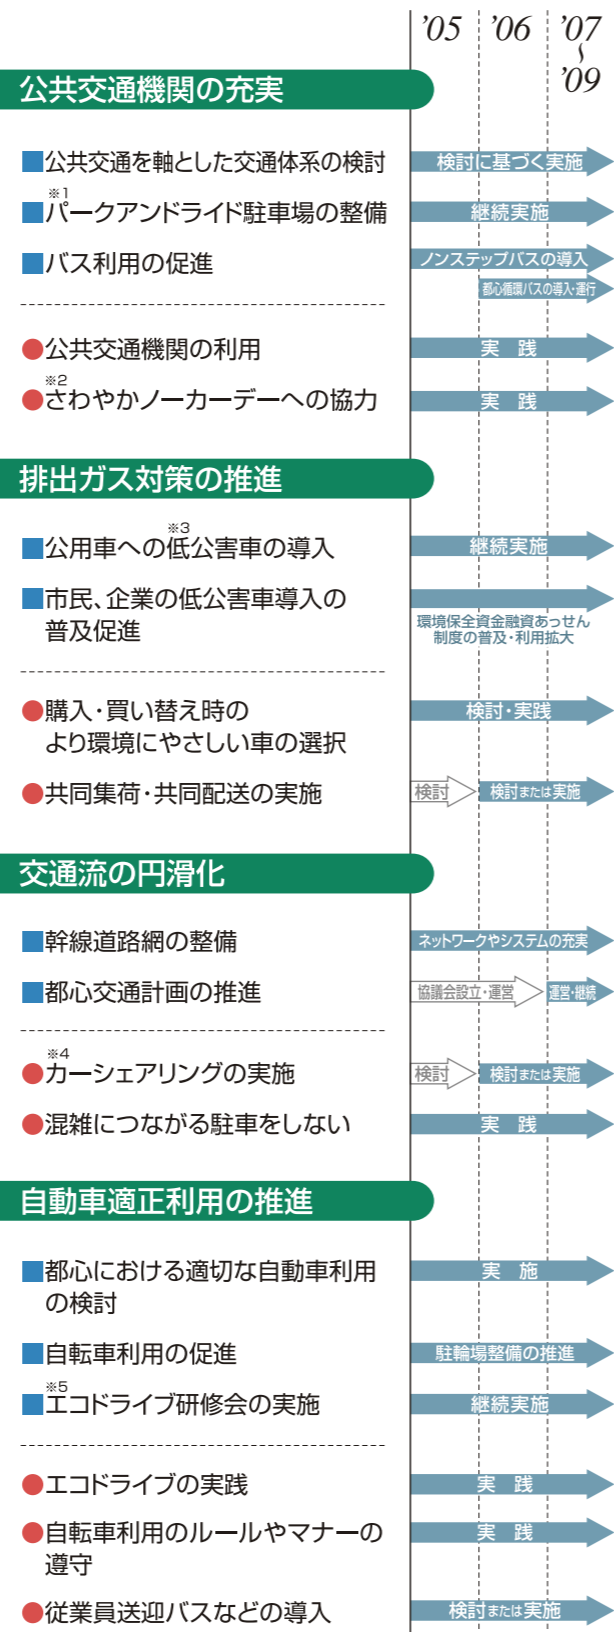 ’05 ’06 ’07
〜
’09
公共交通機関の充実
■公共交通を軸とした交通体系の検討 検討に基づく実施
※1
■パークアンドライド駐車場の整備 継続実施
■バス利用の促進 ノンステップバスの導入
都心循環バスの導入・運行
●公共交通機関の利用 実 践
※2
●さわやかノーカーデーへの協力 実 践
排出ガス対策の推進
※3
■公用車への低公害車の導入 継続実施
■市民、企業の低公害車導入の
普及促進
環境保全資金融資あっせん
制度の普及・利用拡大
●購入・買い替え時の 検討・実践
より環境にやさしい車の選択
●共同集荷・共同配送の実施 検討 検討または実施
交通流の円滑化
■幹線道路網の整備 ネットワークやシステムの充実
■都心交通計画の推進 協議会設立・運営 運営・継続
※4
●カーシェアリングの実施 検討 検討または実施
●混雑につながる駐車をしない 実 践
自動車適正利用の推進
■都心における適切な自動車利用 実 施
の検討
■自転車利用の促進 駐輪場整備の推進
※5
■エコドライブ研修会の実施 継続実施
●エコドライブの実践 実 践
●自転車利用のルールやマナーの 実 践
遵守
●従業員送迎バスなどの導入 検討または実施